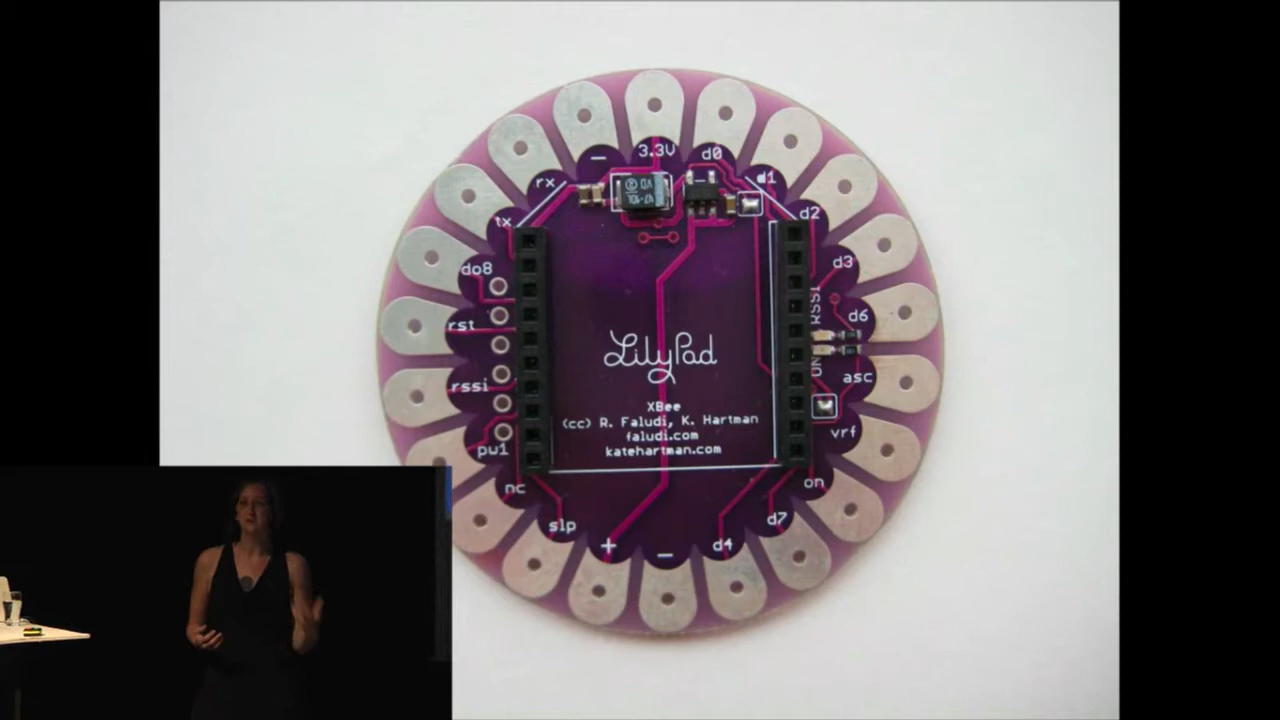 3.3V
–
d0
rx
d1
tx
d2
do8
d3
RSSI
rst
d6
LilyPad
ON
rssi
asc
XBee
(cc) R. Faludi, K. Hartman
faludi.com
katehartman.com
vrf
pu1
nc
on
slp
d7
+
–
d4